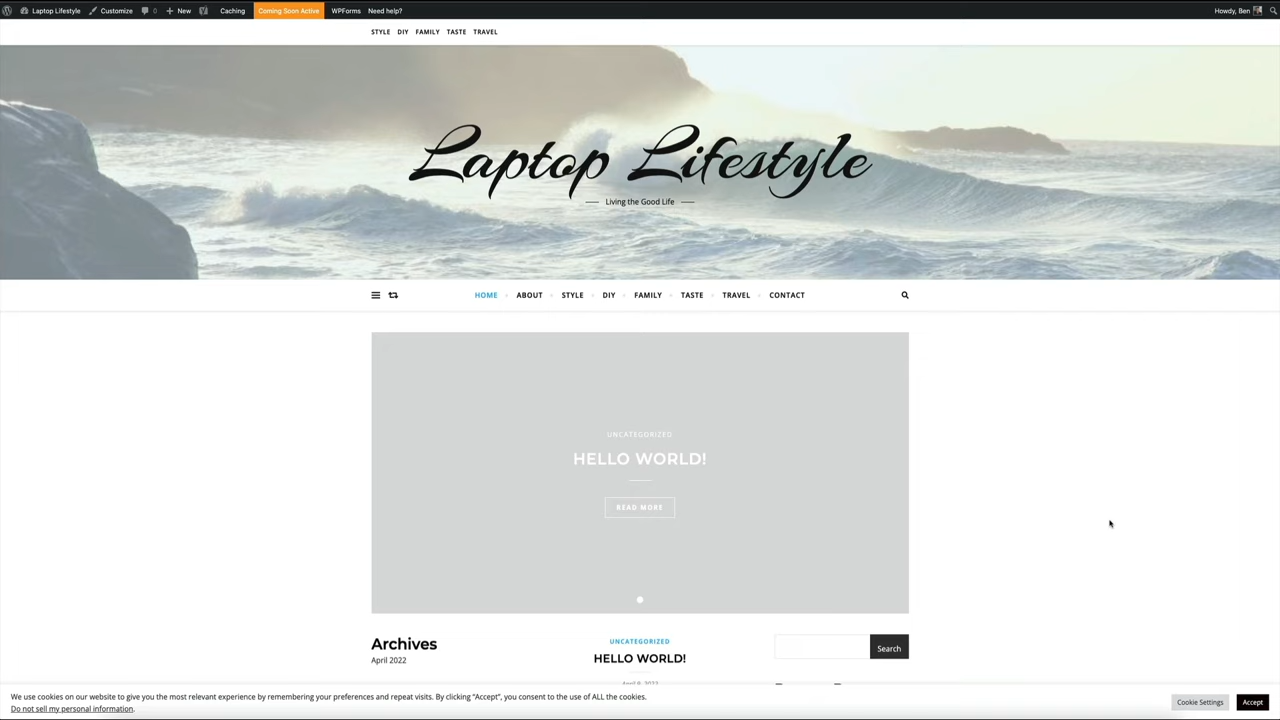 Laptop Lifestyle Customize 0 New Caching Coming Soon Active WPForms Need help? Howdy, Ben
STYLE DIY FAMILY TASTE TRAVEL
Laptop Lifestyle
Living the Good Life
HOME ABOUT STYLE DIY FAMILY TASTE TRAVEL CONTACT
UNCATEGORIZED
HELLO WORLD!
READ MORE
Archives
April 2022
UNCATEGORIZED
HELLO WORLD!
Search
We use cookies on our website to give you the most relevant experience by remembering your preferences and repeat visits. By clicking "Accept", you consent to the use of ALL the cookies.
Do not sell my personal information.
Cookie Settings
Accept